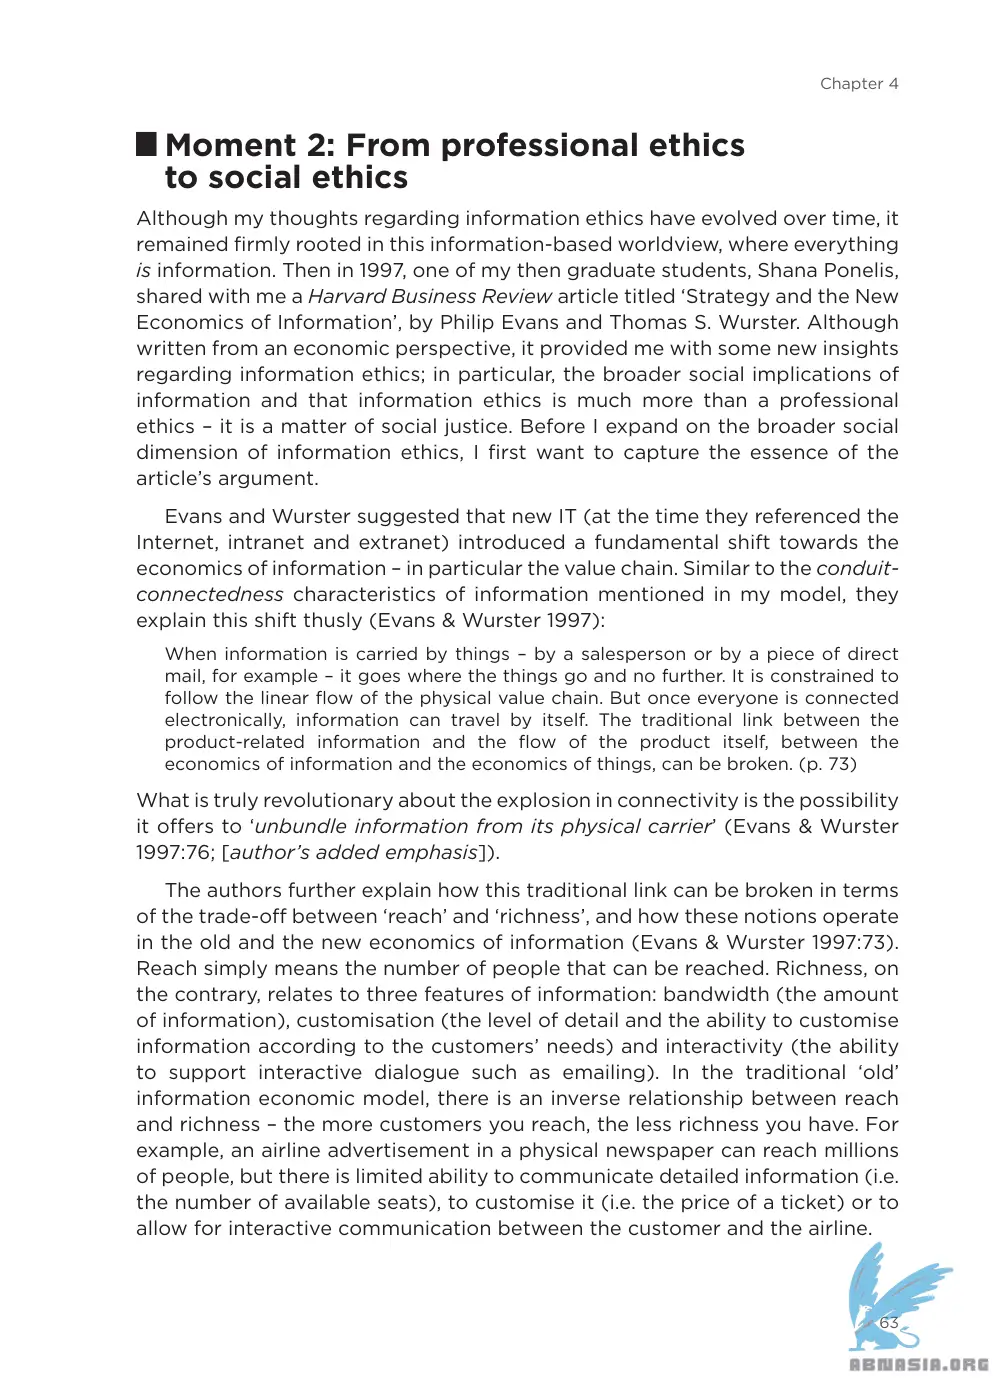 Chapter 4
Moment 2: From professional ethics
to social ethics
Although my thoughts regarding information ethics have evolved over time, it
remained firmly rooted in this information-based worldview, where everything
is information. Then in 1997, one of my then graduate students, Shana Ponelis,
shared with me a Harvard Business Review article titled ‘Strategy and the New
Economics of Information’, by Philip Evans and Thomas S. Wurster. Although
written from an economic perspective, it provided me with some new insights
regarding information ethics; in particular, the broader social implications of
information and that information ethics is much more than a professional
ethics – it is a matter of social justice. Before I expand on the broader social
dimension of information ethics, I first want to capture the essence of the
article’s argument.
Evans and Wurster suggested that new IT (at the time they referenced the
Internet, intranet and extranet) introduced a fundamental shift towards the
economics of information – in particular the value chain. Similar to the conduit-
connectedness characteristics of information mentioned in my model, they
explain this shift thusly (Evans & Wurster 1997):
When information is carried by things – by a salesperson or by a piece of direct
mail, for example – it goes where the things go and no further. It is constrained to
follow the linear flow of the physical value chain. But once everyone is connected
electronically, information can travel by itself. The traditional link between the
product-related information and the flow of the product itself, between the
economics of information and the economics of things, can be broken. (p. 73)
What is truly revolutionary about the explosion in connectivity is the possibility
it offers to ‘unbundle information from its physical carrier’ (Evans & Wurster
1997:76; [author’s added emphasis]).
The authors further explain how this traditional link can be broken in terms
of the trade-off between ‘reach’ and ‘richness’, and how these notions operate
in the old and the new economics of information (Evans & Wurster 1997:73).
Reach simply means the number of people that can be reached. Richness, on
the contrary, relates to three features of information: bandwidth (the amount
of information), customisation (the level of detail and the ability to customise
information according to the customers’ needs) and interactivity (the ability
to support interactive dialogue such as emailing). In the traditional ‘old’
information economic model, there is an inverse relationship between reach
and richness – the more customers you reach, the less richness you have. For
example, an airline advertisement in a physical newspaper can reach millions
of people, but there is limited ability to communicate detailed information (i.e.
the number of available seats), to customise it (i.e. the price of a ticket) or to
allow for interactive communication between the customer and the airline.
63
ABNASIA.ORG